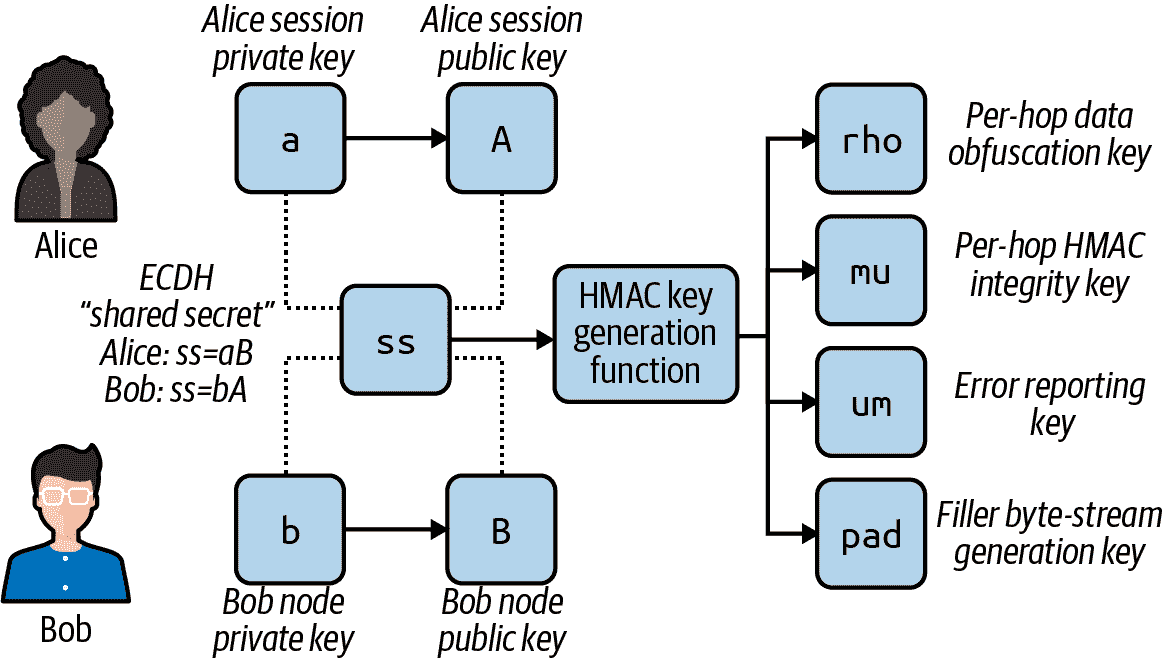 Alice session
private key
Alice session
public key
a
A
Alice
ECDH
“shared secret”
Alice: ss=aB
Bob: ss=bA
ss
HMAC key
generation
function
rho
Per-hop data
obfuscation key
mu
Per-hop HMAC
integrity key
um
Error reporting
key
pad
Filler byte-stream
generation key
b
B
Bob
Bob node
private key
Bob node
public key